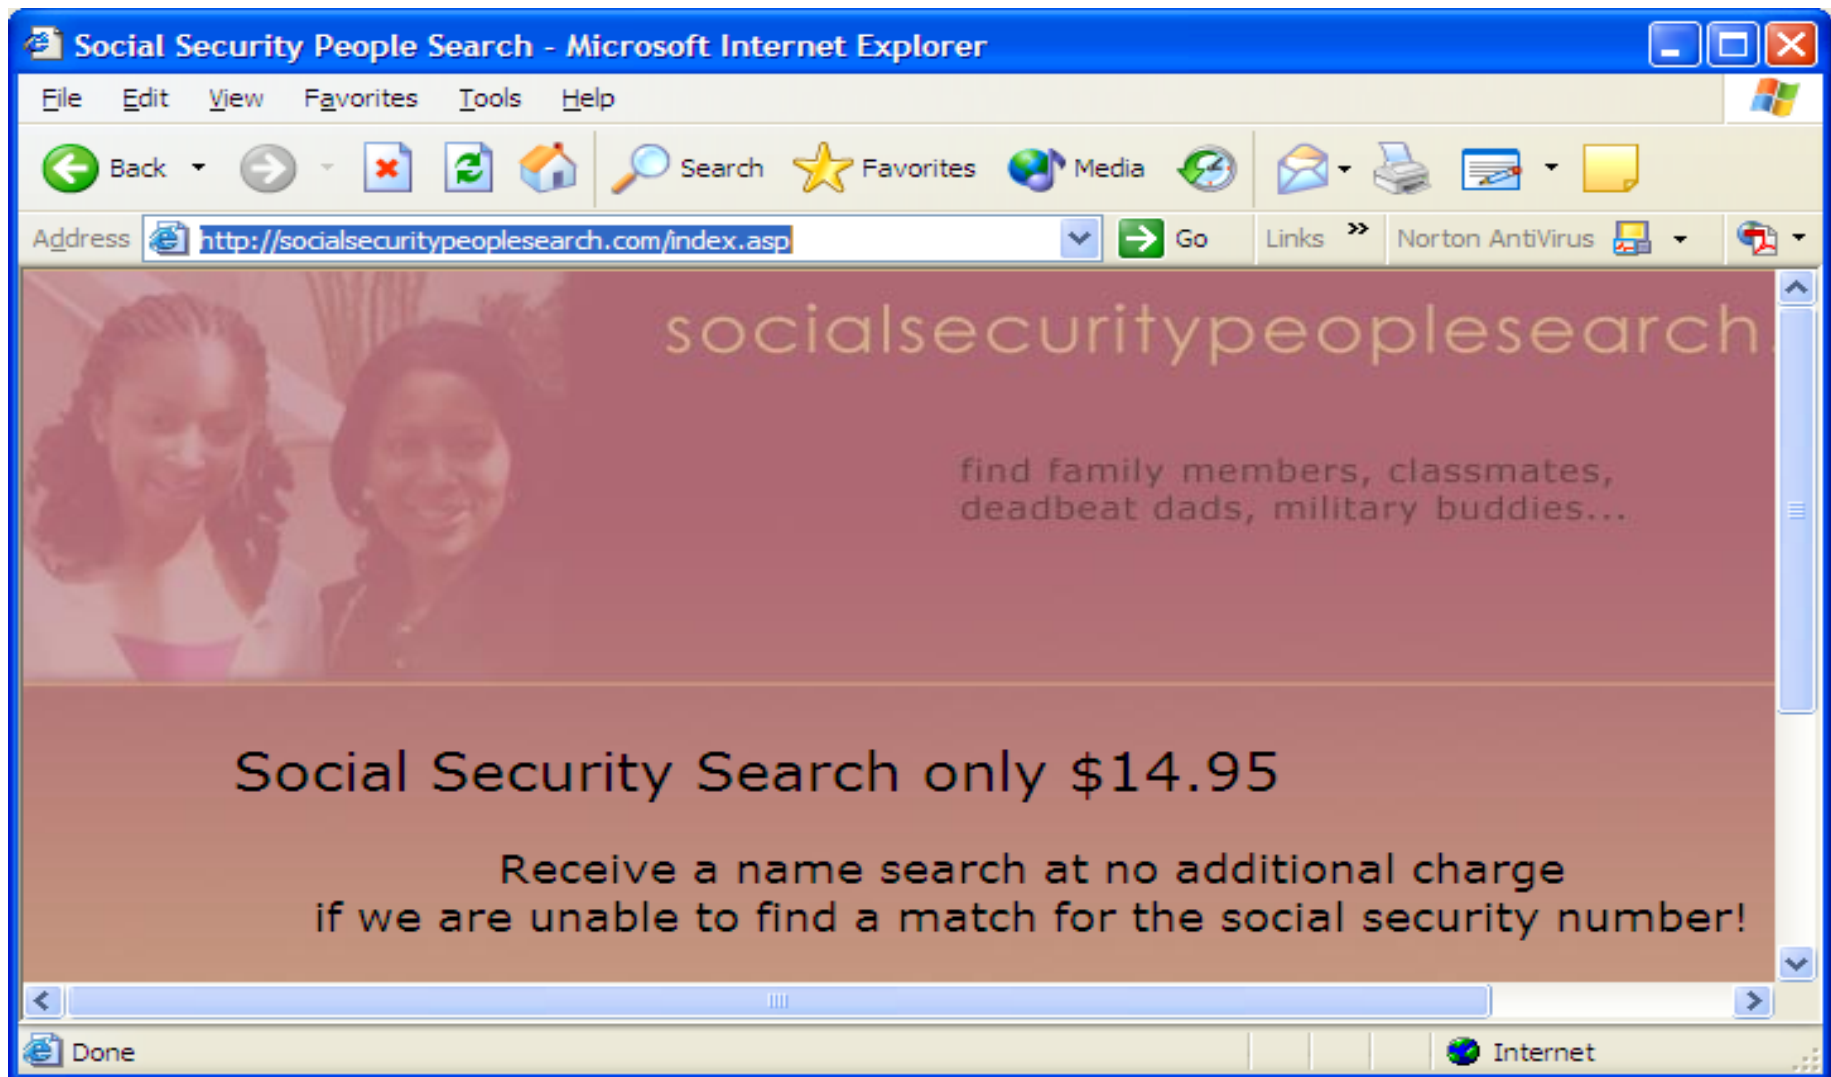 Social Security People Search - Microsoft Internet Explorer
File Edit View Favorites Tools Help
Back Search Favorites Media
Address http://socialsecuritypeoplesearch.com/index.asp Go Links » Norton AntiVirus
socialsecuritypeoplesearch.
find family members, classmates,
deadbeat dads, military buddies...
Social Security Search only $14.95
Receive a name search at no additional charge
if we are unable to find a match for the social security number!
Done Internet